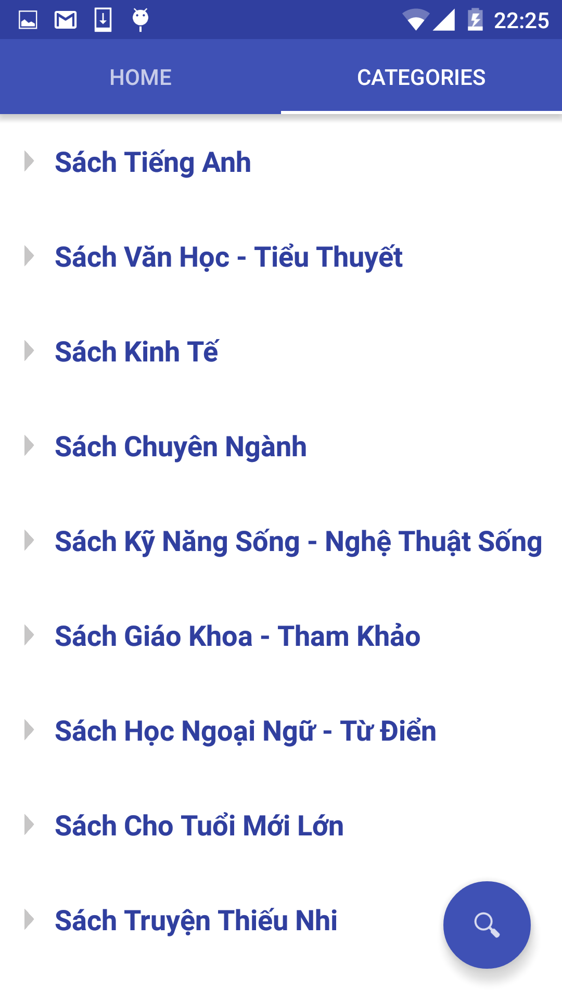 22:25
HOME
CATEGORIES
Sách Tiếng Anh
Sách Văn Học - Tiểu Thuyết
Sách Kinh Tế
Sách Chuyên Ngành
Sách Kỹ Năng Sống - Nghệ Thuật Sống
Sách Giáo Khoa - Tham Khảo
Sách Học Ngoại Ngữ - Từ Điển
Sách Cho Tuổi Mới Lớn
Sách Truyện Thiếu Nhi